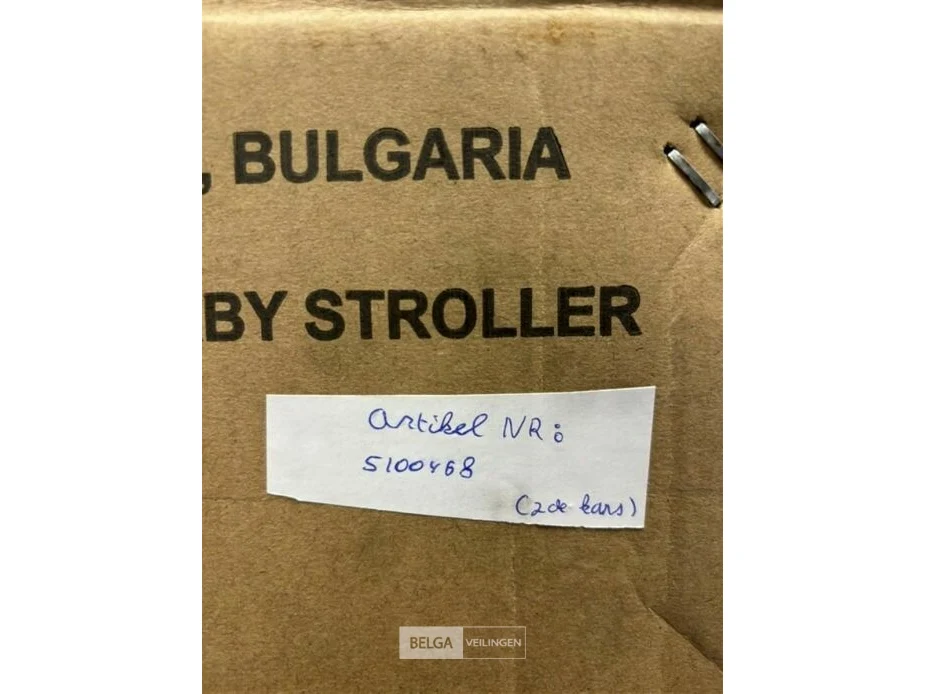 , BULGARIA
BY STROLLER
Artikel NR:
5100468
(2de kans)
BELGA VEILINGEN